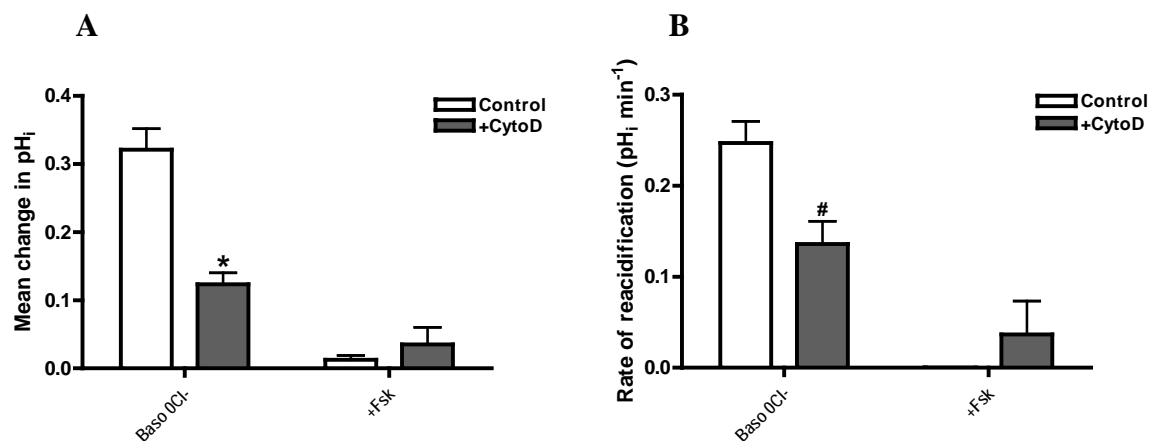 A
Mean change in pHi
0.4
0.3
0.2
0.1
0.0
Control
+CytoD
*
Baso 0Cl-
+Fsk
B
Rate of reacidification (pHi min-1)
0.3
0.2
0.1
0.0
Control
+CytoD
#
Baso 0Cl-
+Fsk